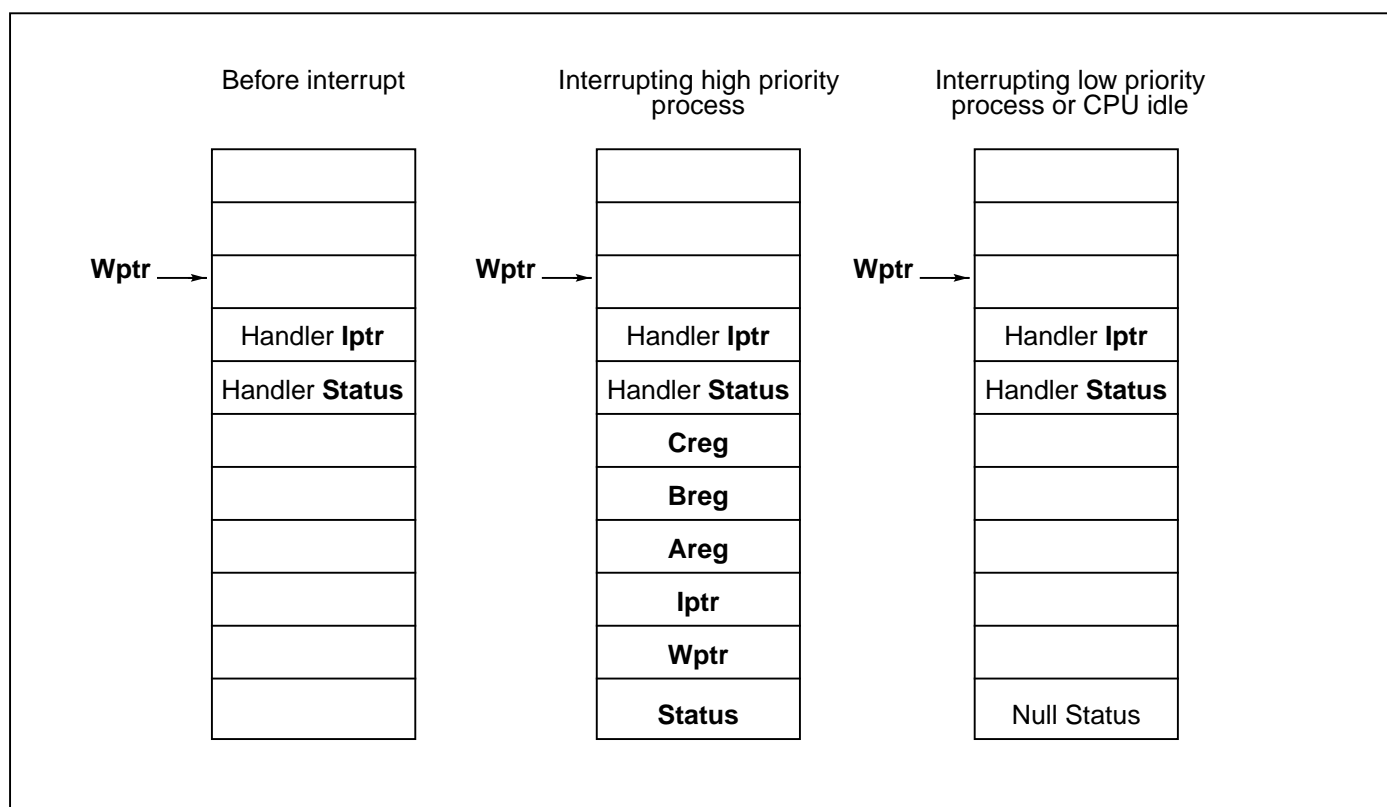 Before interrupt
Interrupting high priority
process
Interrupting low priority
process or CPU idle
Wptr
Wptr
Wptr
Handler Iptr
Handler Iptr
Handler Iptr
Handler Status
Handler Status
Handler Status
Creg
Breg
Areg
Iptr
Wptr
Status
Null Status